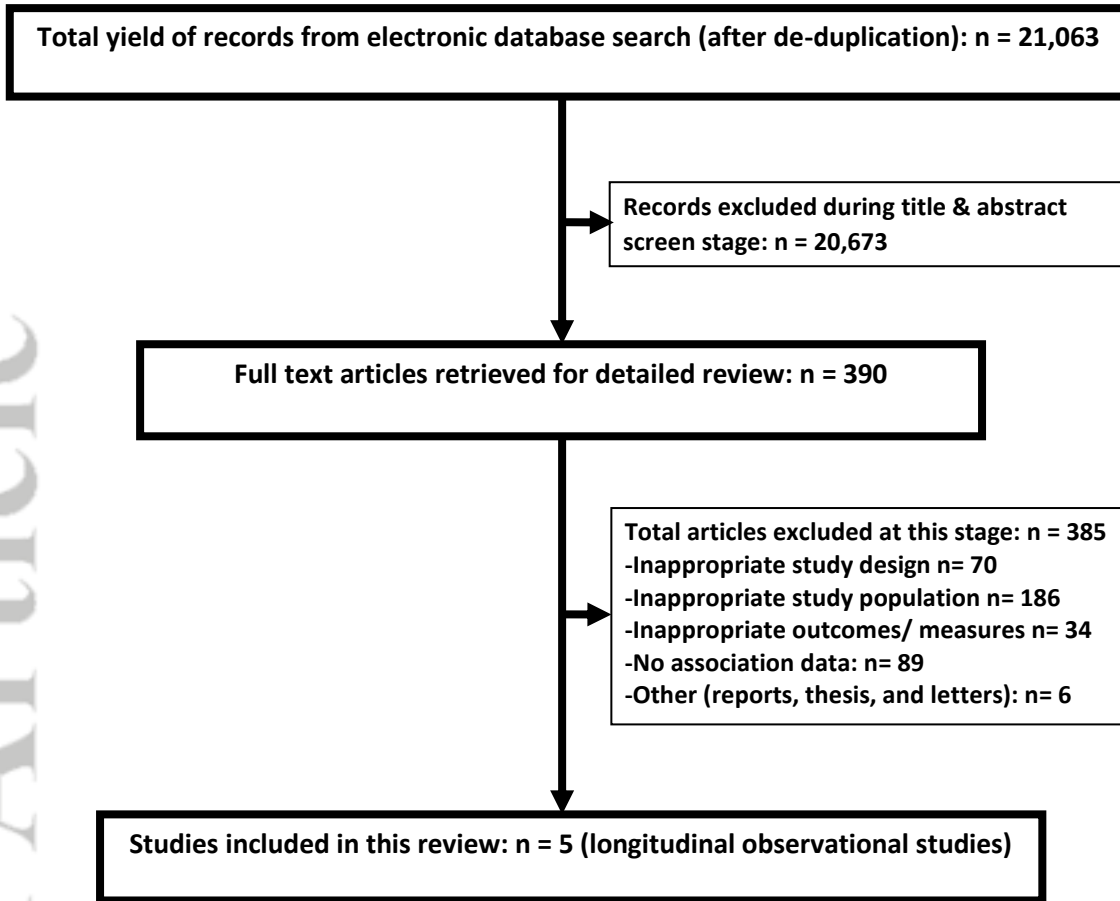 Total yield of records from electronic database search (after de-duplication): n = 21,063
Records excluded during title & abstract
screen stage: n = 20,673
Full text articles retrieved for detailed review: n = 390
Total articles excluded at this stage: n = 385
-Inappropriate study design n= 70
-Inappropriate study population n= 186
-Inappropriate outcomes/ measures n= 34
-No association data: n= 89
-Other (reports, thesis, and letters): n= 6
Studies included in this review: n = 5 (longitudinal observational studies)
Article